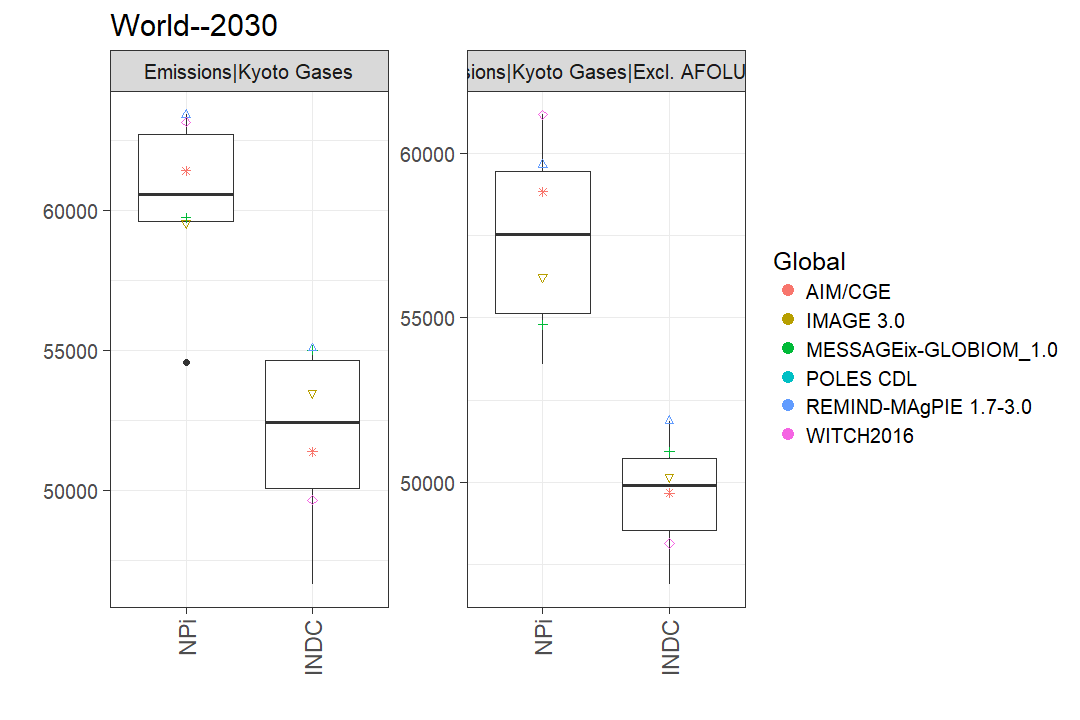 World--2030
Emissions|Kyoto Gases
sions|Kyoto Gases|Excl. AFOLU
60000
55000
50000
60000
55000
50000
NPi
INDC
NPi
INDC
Global
AIM/CGE
IMAGE 3.0
MESSAGEix-GLOBIOM_1.0
POLES CDL
REMIND-MAgPIE 1.7-3.0
WITCH2016